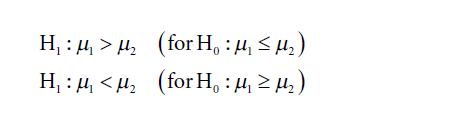 H₁ : μ₁ > μ₂ (for H₀ : μ₁ ≤ μ₂)
H₁ : μ₁ < μ₂ (for H₀ : μ₁ ≥ μ₂)